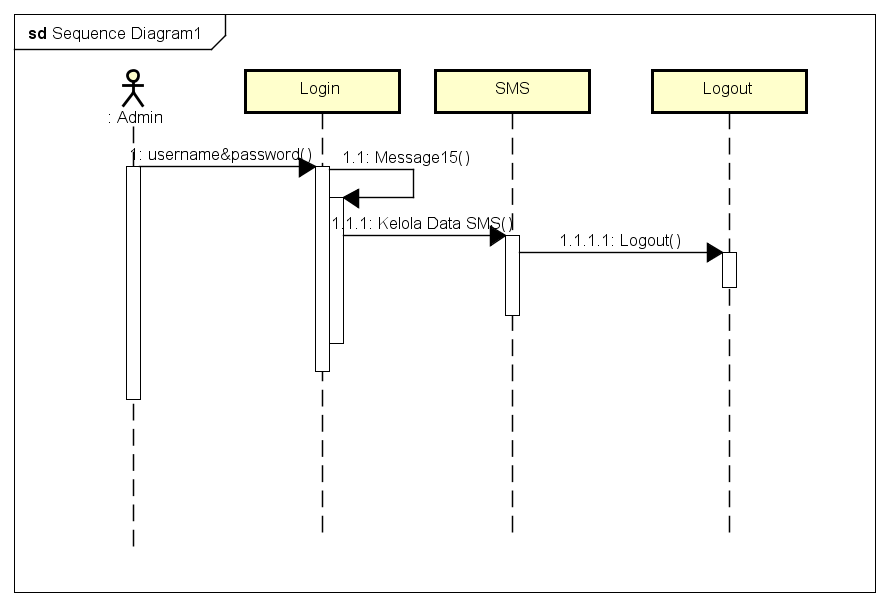 sd Sequence Diagram1
: Admin
Login
SMS
Logout
1: username&password()
1.1: Message15()
1.1.1: Kelola Data SMS()
1.1.1.1: Logout()